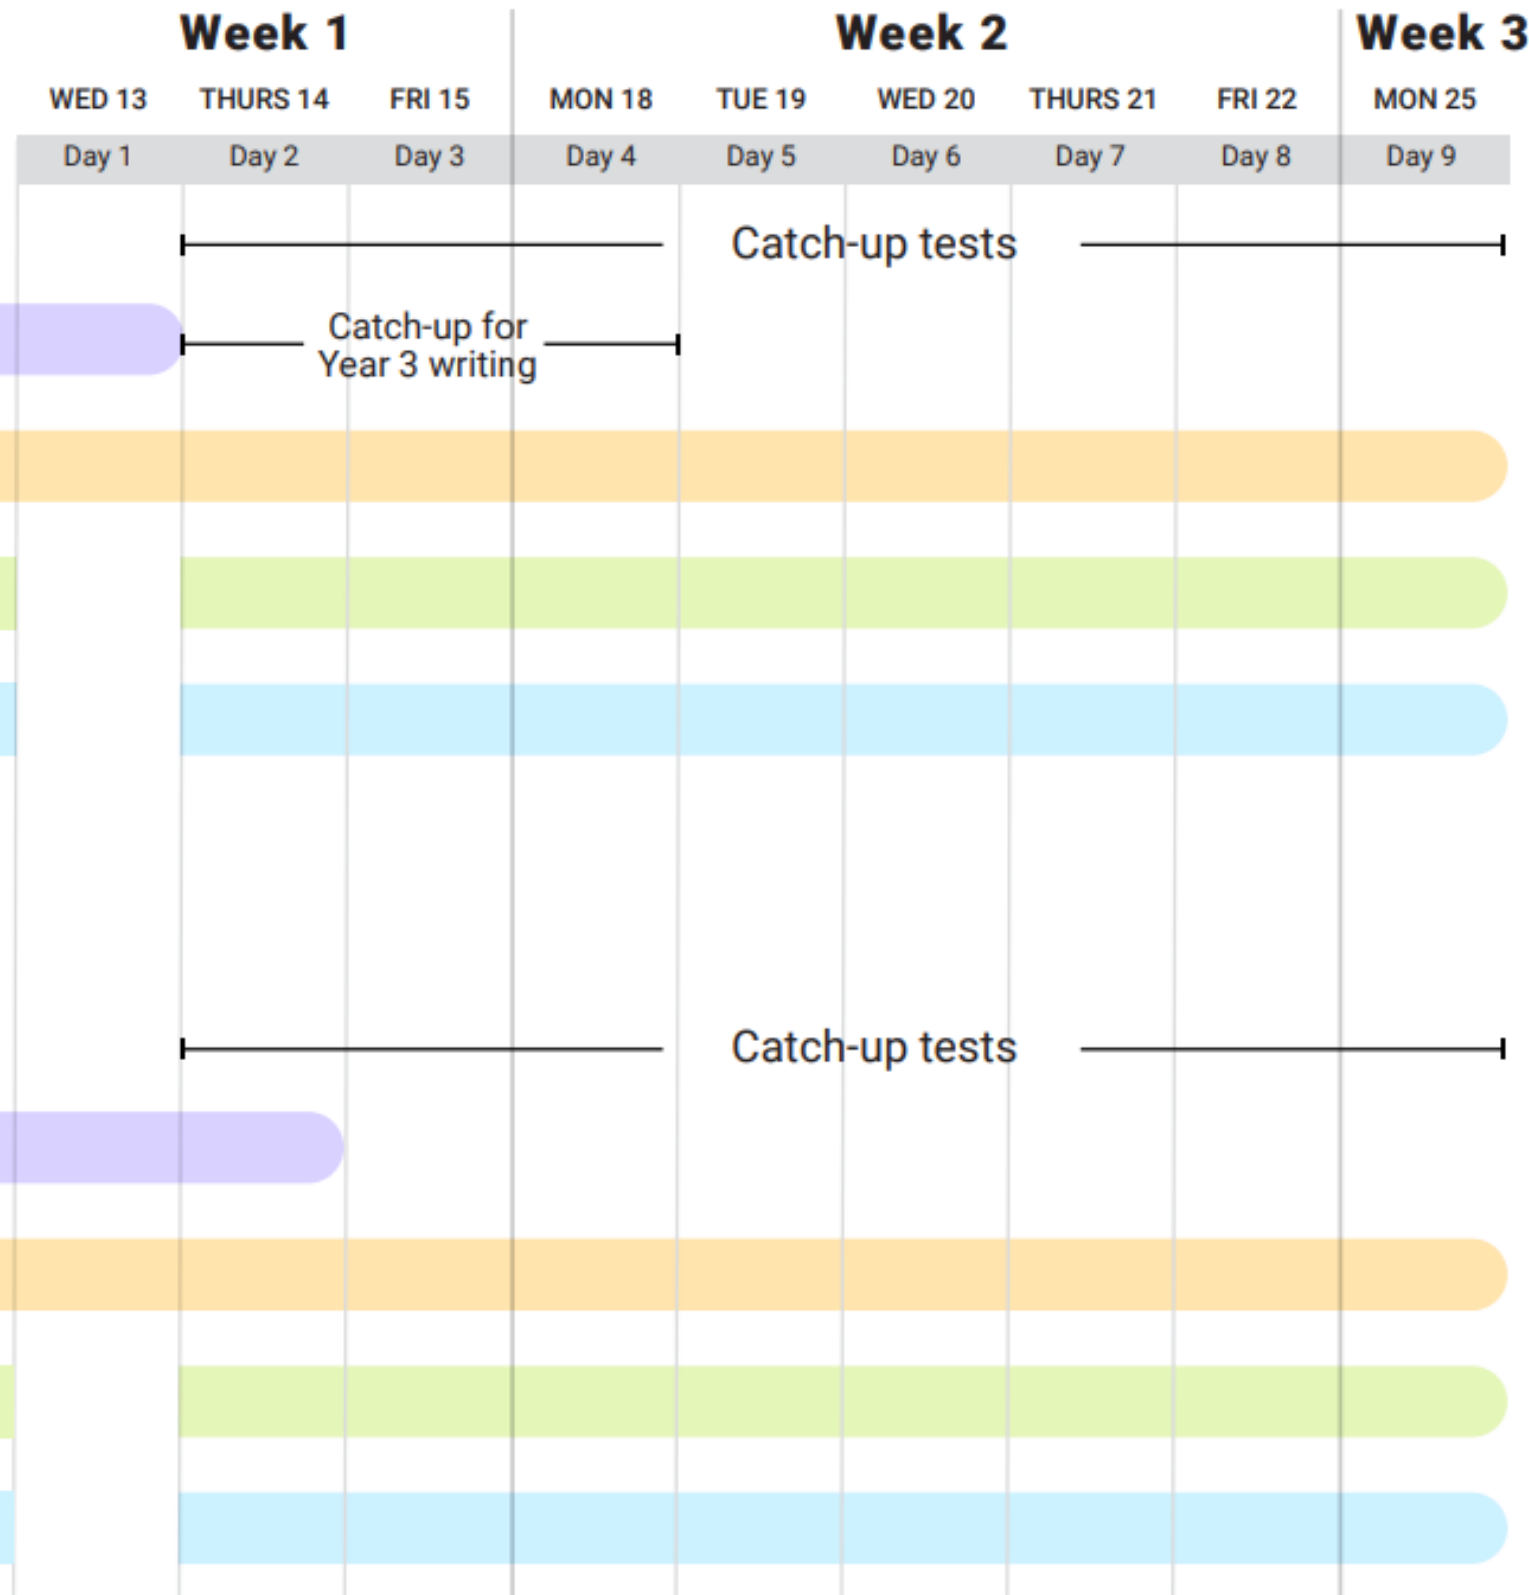 Week 1 Week 2 Week 3
WED 13 THURS 14 FRI 15 MON 18 TUE 19 WED 20 THURS 21 FRI 22 MON 25
Day 1 Day 2 Day 3 Day 4 Day 5 Day 6 Day 7 Day 8 Day 9
Catch-up tests
Catch-up for
Year 3 writing
Catch-up tests